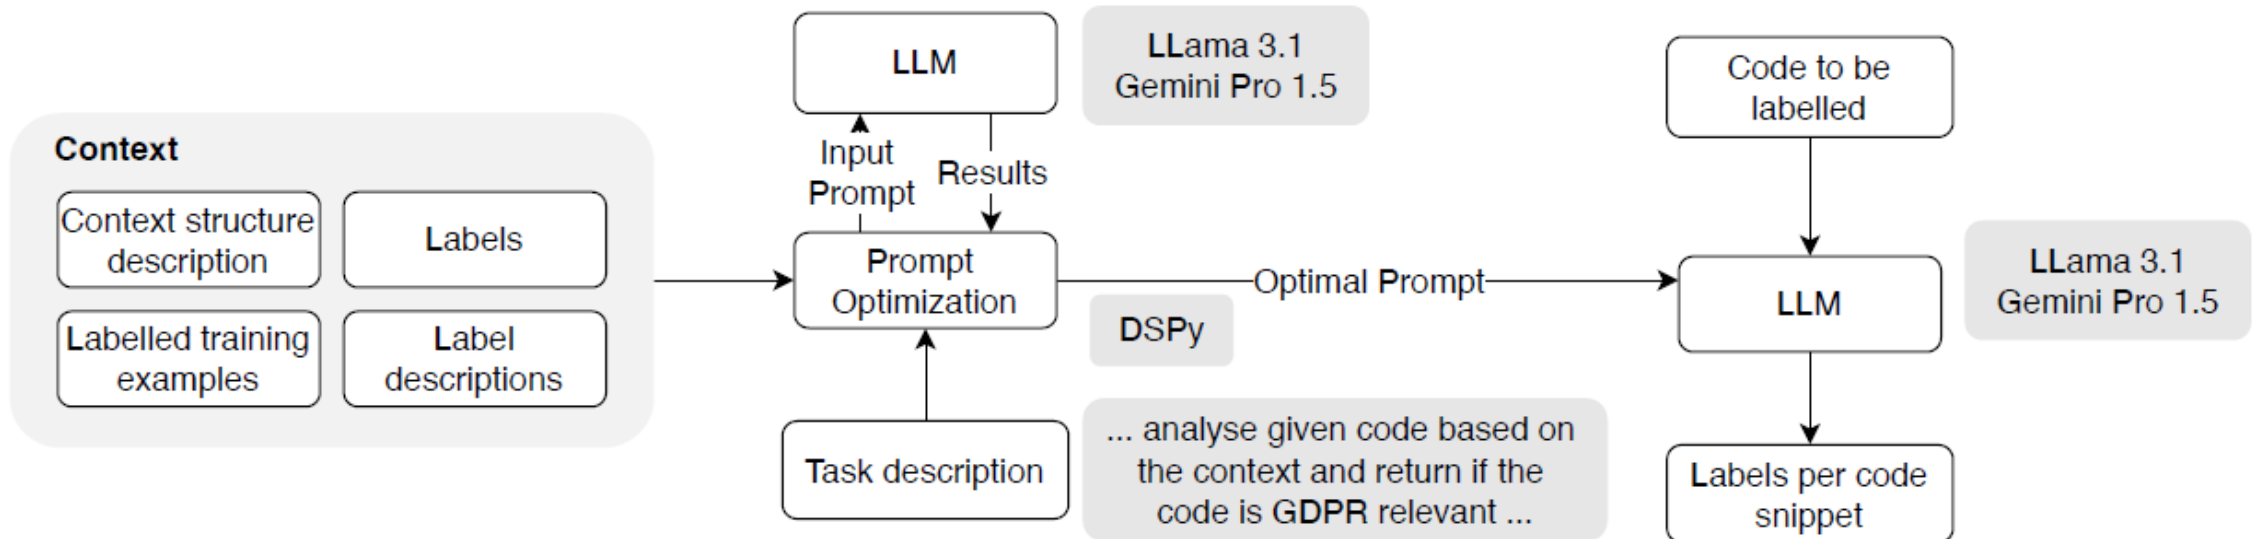 Context
Context structure
description
Labels
Labelled training
examples
Label
descriptions
LLM
LLama 3.1
Gemini Pro 1.5
Input
Prompt
Results
Prompt
Optimization
DSPy
Task description
... analyse given code based on
the context and return if the
code is GDPR relevant ...
Optimal Prompt
Code to be
labelled
LLM
LLama 3.1
Gemini Pro 1.5
Labels per code
snippet